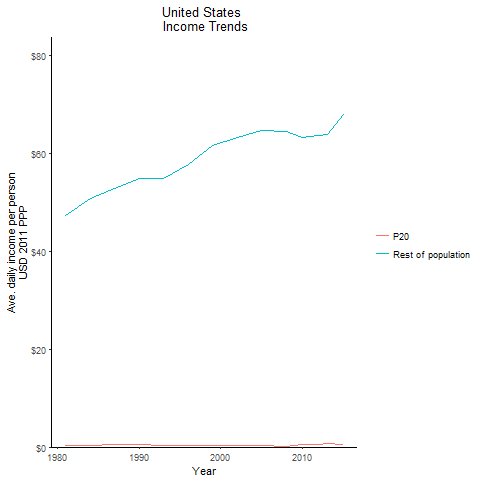 United States
Income Trends
Ave. daily income per person
USD 2011 PPP
$80
$60
$40
$20
$0
1980
1990
2000
2010
Year
P20
Rest of population